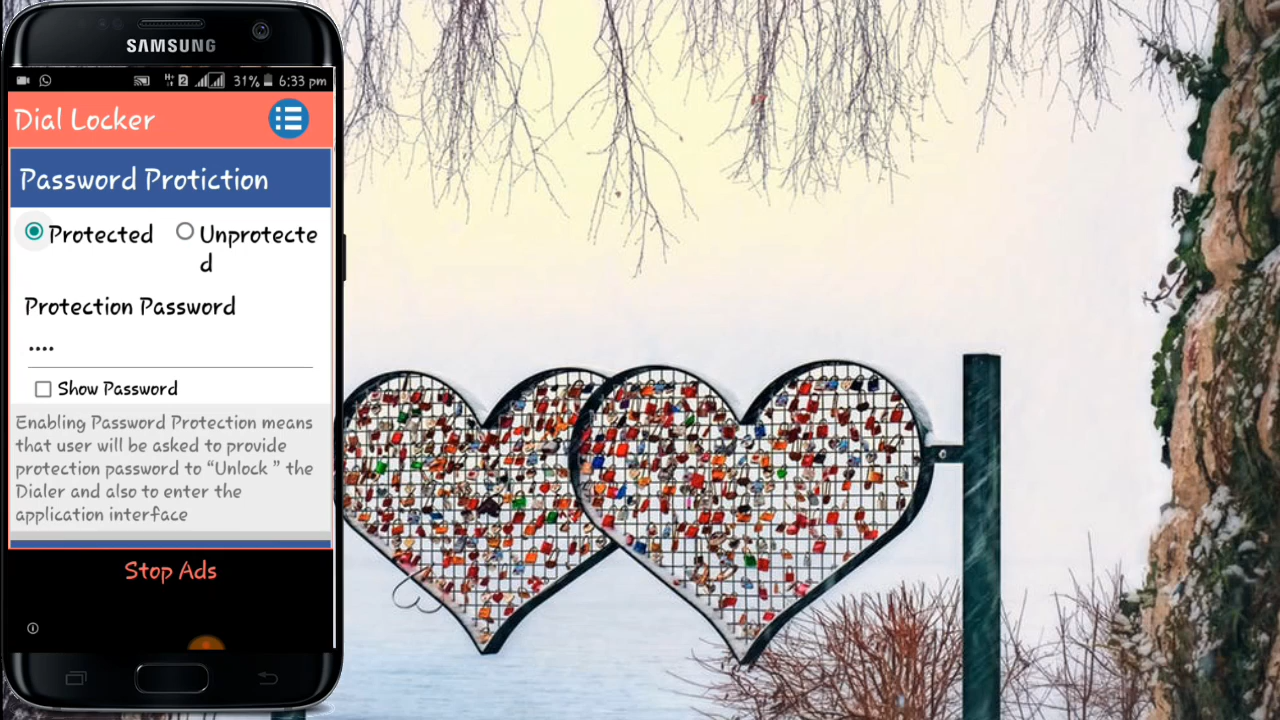 SAMSUNG
31% 6:33 pm
Dial Locker
Password Protiction
Protected
Unprotecte
d
Protection Password
Show Password
Enabling Password Protection means
that user will be asked to provide
protection password to “Unlock ” the
Dialer and also to enter the
application interface
Stop Ads